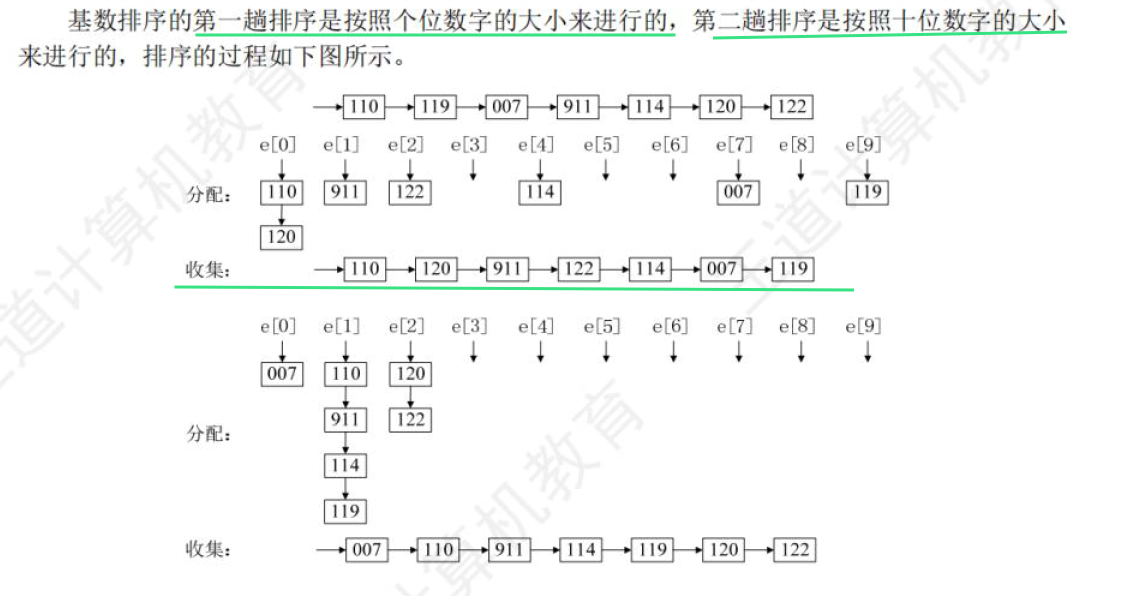 基数排序的第一趟排序是按照个位数字的大小来进行的，第二趟排序是按照十位数字的大小
来进行的，排序的过程如下图所示。
110 119 007 911 114 120 122
e[0] e[1] e[2] e[3] e[4] e[5] e[6] e[7] e[8] e[9]
分配： 110 911 122 114 007 119
120
收集： 110 120 911 122 114 007 119
e[0] e[1] e[2] e[3] e[4] e[5] e[6] e[7] e[8] e[9]
007 110 120
911 122
分配：
114
119
收集： 007 110 911 114 119 120 122
王道计算机教育
王道计算机教育
计算机教育